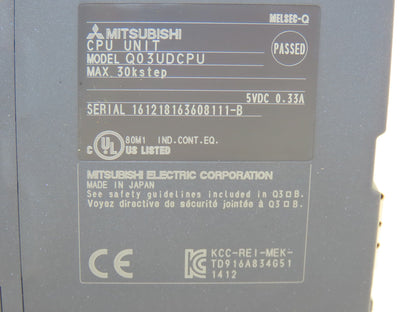 MELSEC-Q
MITSUBISHI
CPU UNIT
MODEL Q03UDCPU
PASSED
MAX 30kstep
5VDC 0.33A
SERIAL 161218163608111-B
C UL US LISTED
80M1 IND.CONT.EQ.
MITSUBISHI ELECTRIC CORPORATION
MADE IN JAPAN
See safety guidelines included in Q3□B.
Voyez directive de sécurité jointée à Q3□B.
CE
KCC-REI-MEK-
TD916A834G51
1412